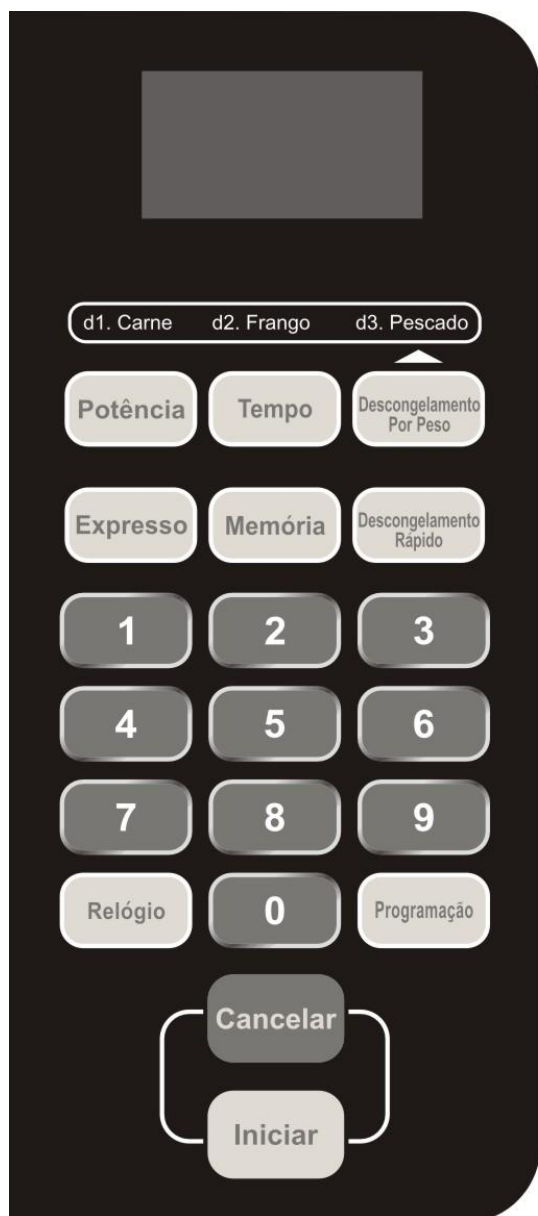 d1. Carne d2. Frango d3. Pescado
Potência Tempo Descongelamento
Por Peso
Expresso Memória Descongelamento
Rápido
1 2 3
4 5 6
7 8 9
Relógio 0 Programação
Cancelar
Iniciar